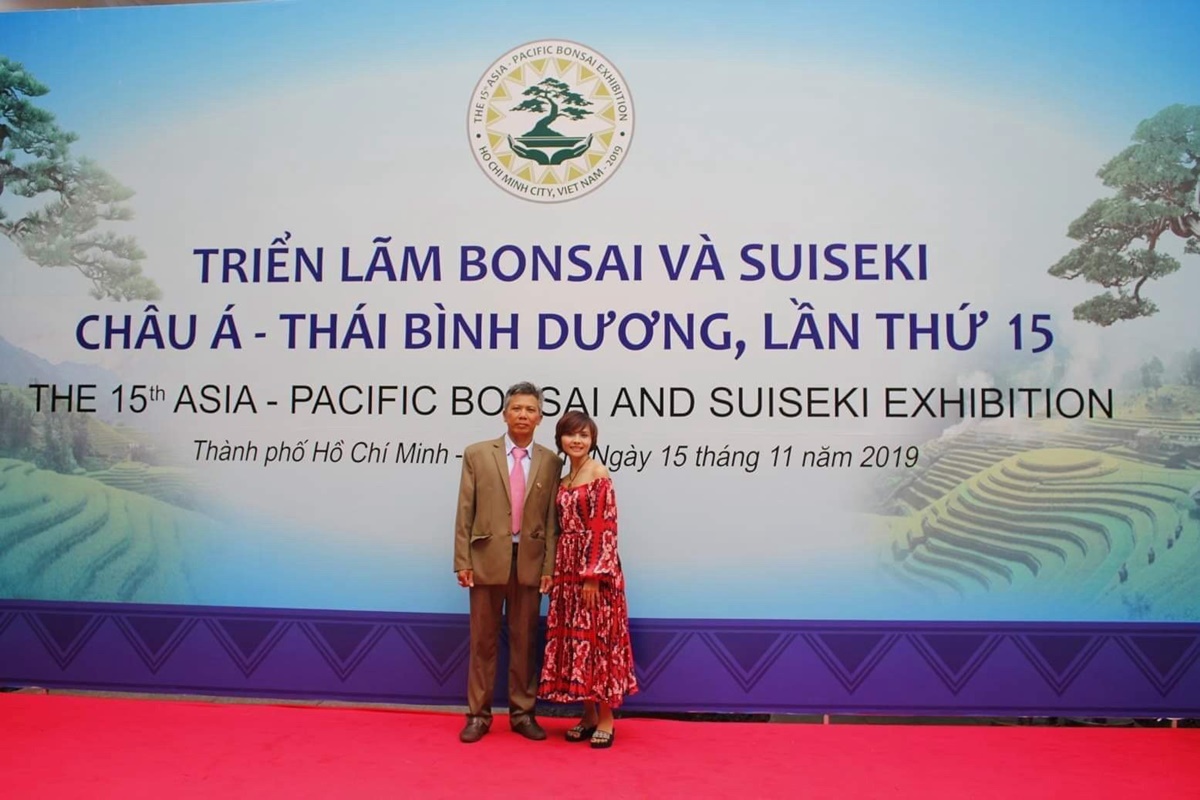 THE 15th ASIA - PACIFIC BONSAI EXHIBITION
• HO CHI MINH CITY, VIET NAM - 2019 •
TRIỂN LÃM BONSAI VÀ SUISEKI
CHÂU Á - THÁI BÌNH DƯƠNG, LẦN THỨ 15
THE 15th ASIA - PACIFIC BONSAI AND SUISEKI EXHIBITION
Thành phố Hồ Chí Minh - Ngày 15 tháng 11 năm 2019